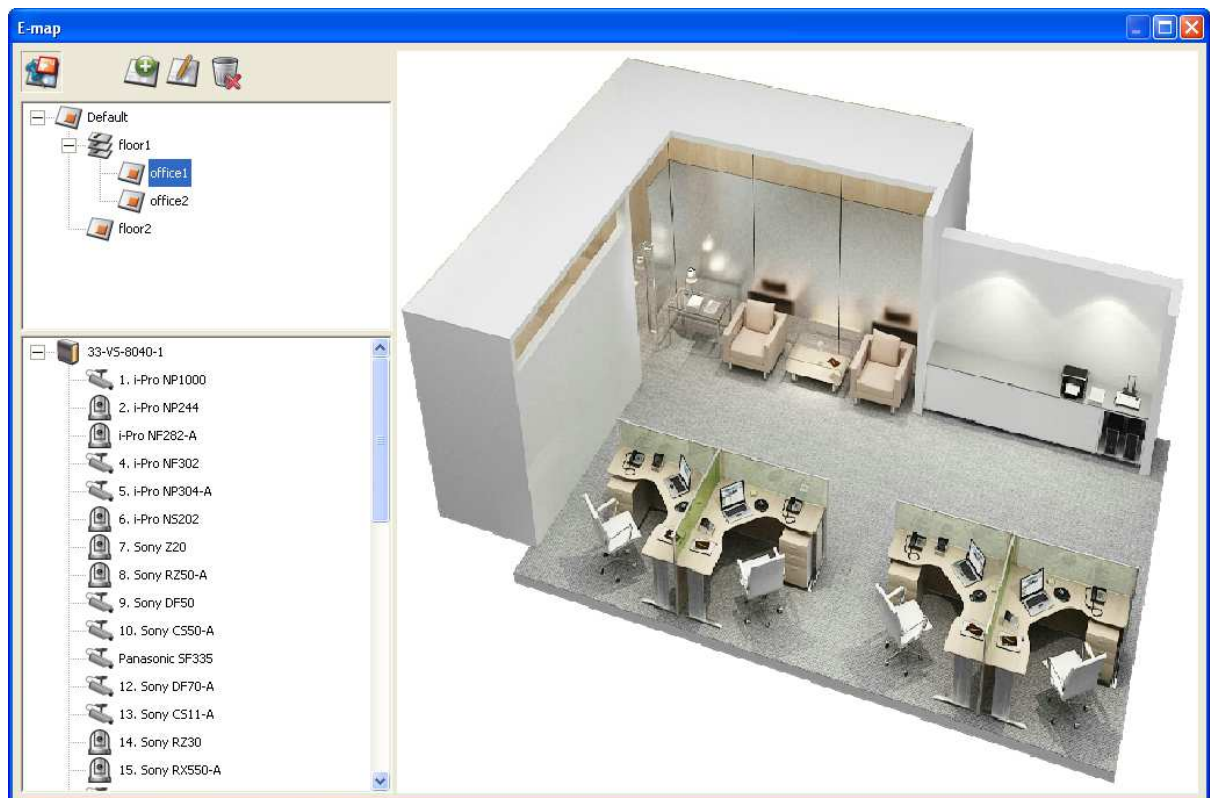 E-map
Default
floor1
office1
office2
floor2
33-VS-8040-1
1. i-Pro NP1000
2. i-Pro NP244
i-Pro NF282-A
4. i-Pro NF302
5. i-Pro NP304-A
6. i-Pro NS202
7. Sony Z20
8. Sony RZ50-A
9. Sony DF50
10. Sony CS50-A
Panasonic SF335
12. Sony DF70-A
13. Sony CS11-A
14. Sony RZ30
15. Sony RX550-A